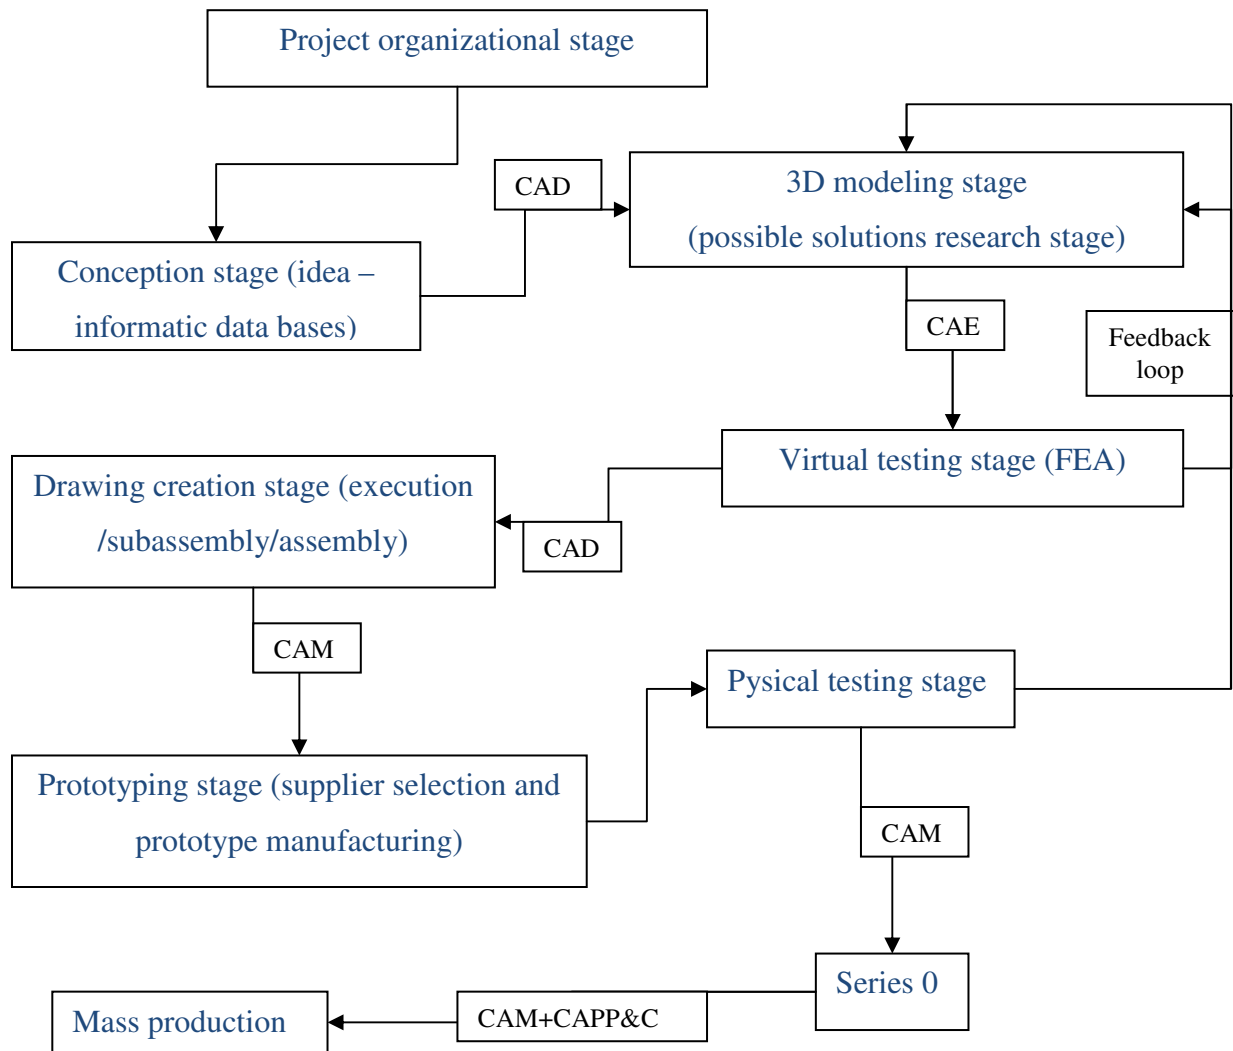 Project organizational stage
CAD
3D modeling stage
(possible solutions research stage)
Conception stage (idea –
informatic data bases)
CAE
Feedback
loop
Virtual testing stage (FEA)
Drawing creation stage (execution
/subassembly/assembly)
CAD
CAM
Pysical testing stage
Prototyping stage (supplier selection and
prototype manufacturing)
CAM
Series 0
CAM+CAPP&C
Mass production